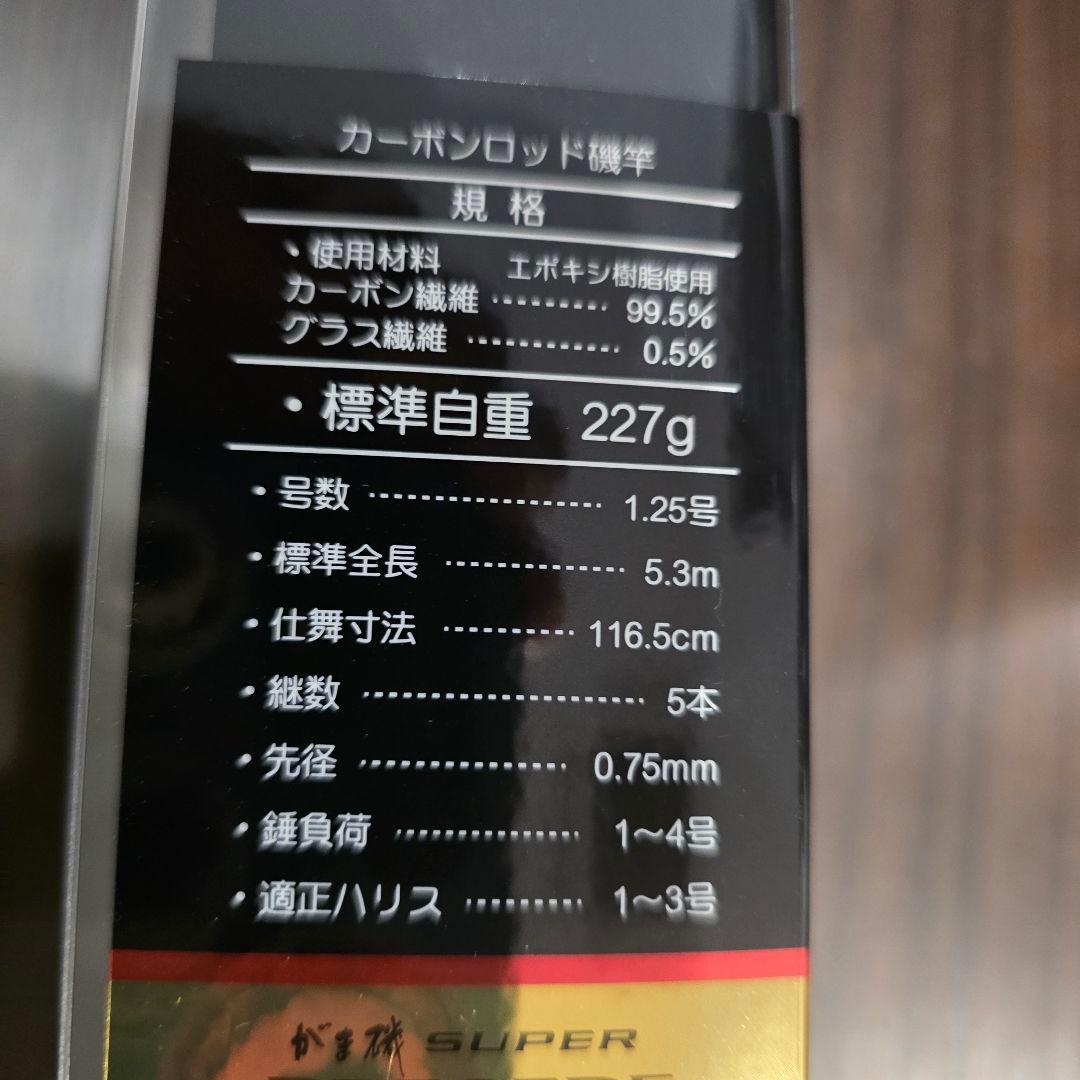 カーボンロッド磯竿
規 格
・使用材料 エポキシ樹脂使用
カーボン繊維 ………… 99.5%
グラス繊維 ………… 0.5%
・標準自重 227g
・号数 ………… 1.25号
・標準全長 ………… 5.3m
・仕舞寸法 ………… 116.5cm
・継数 ………… 5本
・先径 ………… 0.75mm
・錘負荷 ………… 1〜4号
・適正ハリス ………… 1〜3号
がま磯 SUPER